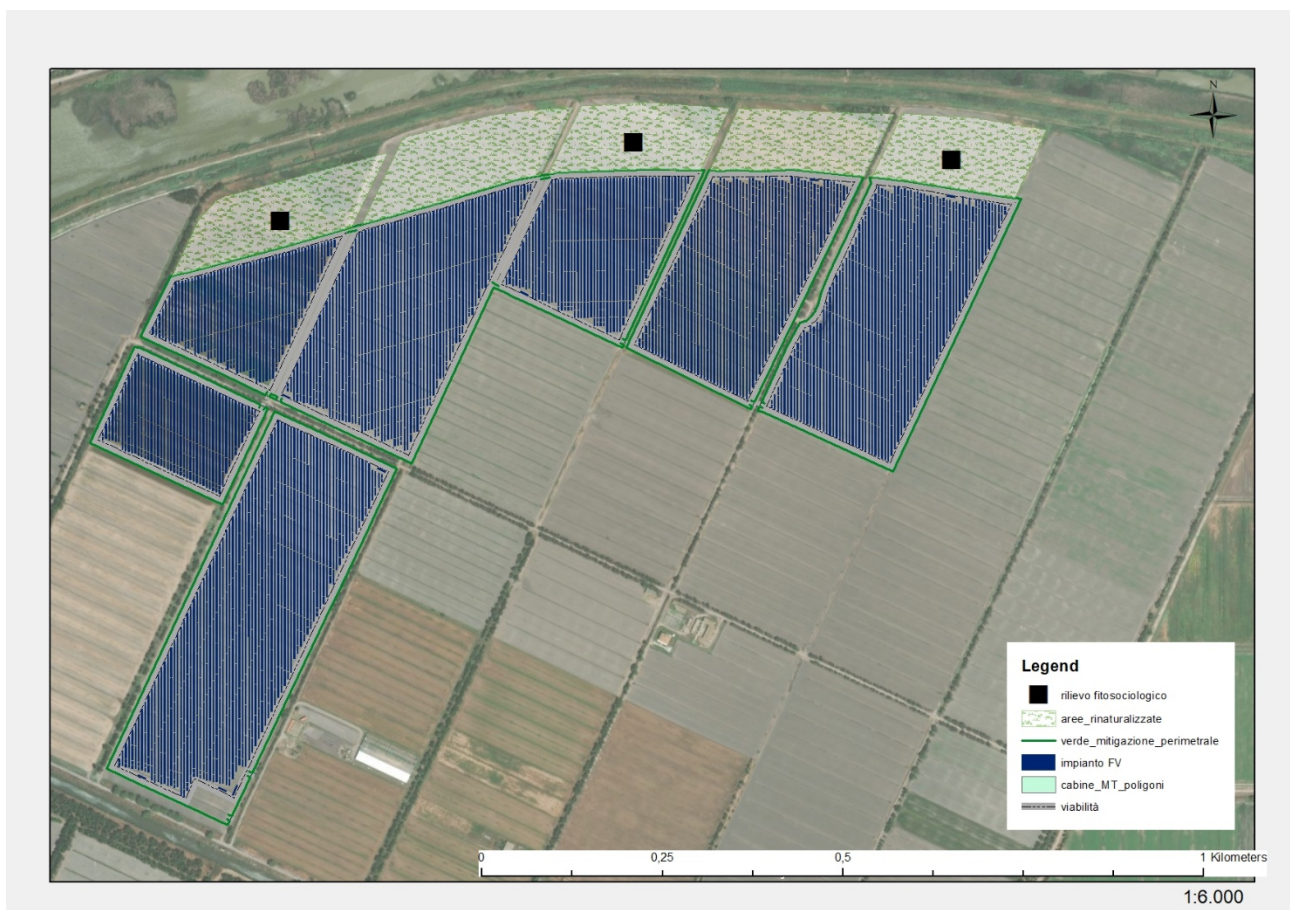 N
Legend
rilievo fitosociologico
aree_rinaturalizzate
verde_mitigazione_perimetrale
impianto FV
cabine_MT_poligoni
viabilità
0 0,25 0,5 1 Kilometers
1:6.000